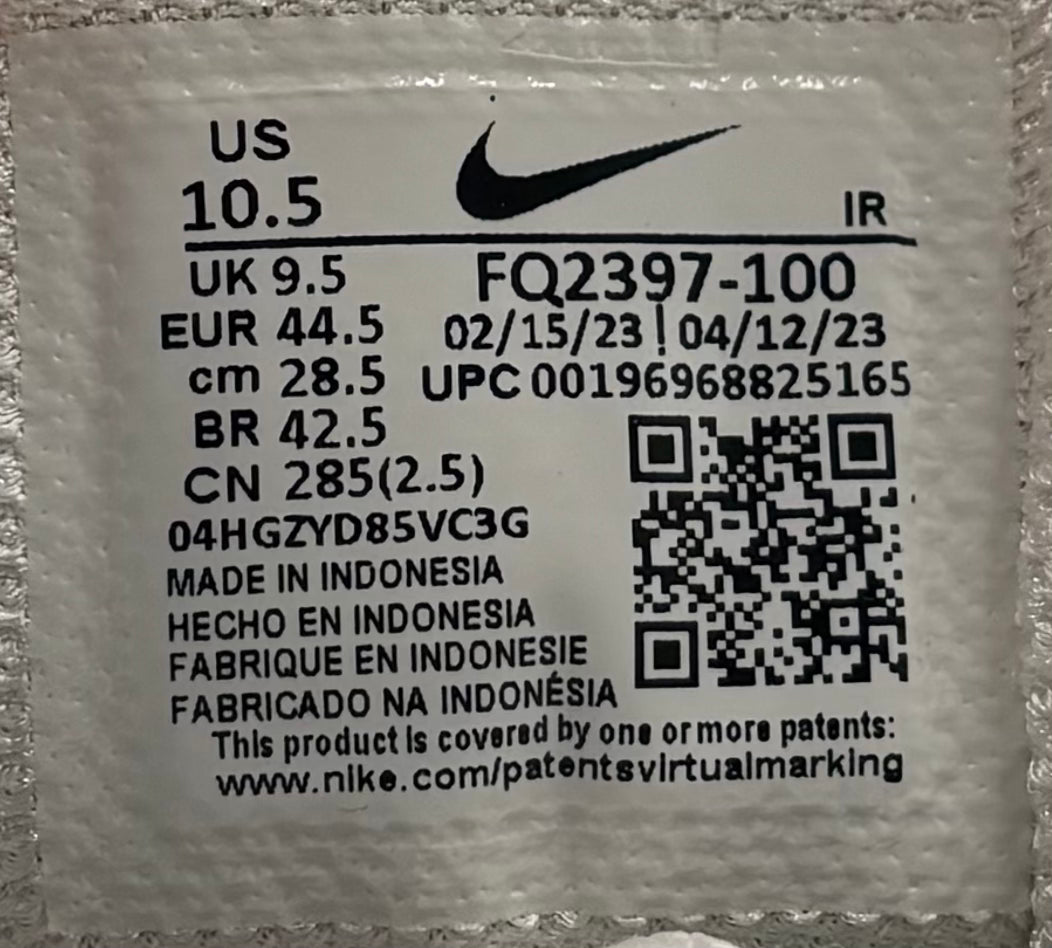 US
10.5
IR
UK 9.5
FQ2397-100
EUR 44.5
02/15/23 | 04/12/23
cm 28.5
UPC 00196968825165
BR 42.5
CN 285(2.5)
04HGZYD85VC3G
MADE IN INDONESIA
HECHO EN INDONESIA
FABRIQUE EN INDONESIE
FABRICADO NA INDONÉSIA
This product is covered by one or more patents:
www.nike.com/patentsvirtualmarking